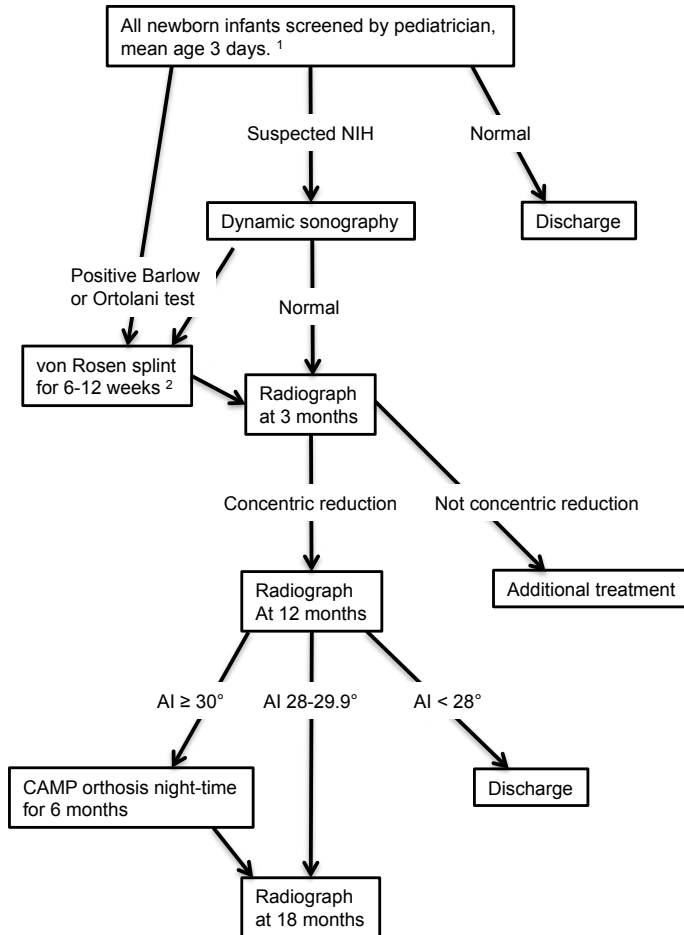 All newborn infants screened by pediatrician,
mean age 3 days. ¹
Suspected NIH
Normal
Dynamic sonography
Discharge
Positive Barlow
or Ortolani test
Normal
von Rosen splint
for 6-12 weeks ²
Radiograph
at 3 months
Concentric reduction
Not concentric reduction
Radiograph
At 12 months
Additional treatment
AI ≥ 30°
AI 28-29.9°
AI < 28°
CAMP orthosis night-time
for 6 months
Discharge
Radiograph
at 18 months